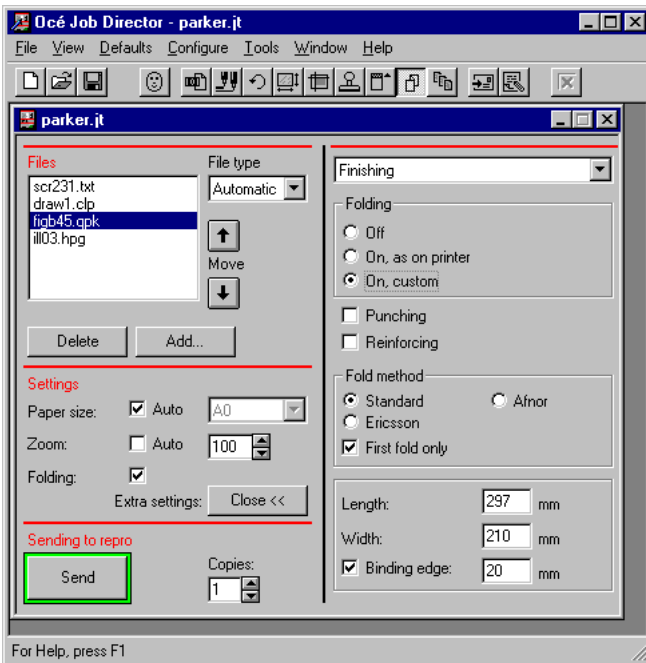 Océ Job Director - parker.jt
File View Defaults Configure Tools Window Help
parker.jt
Files
File type
scr231.txt
draw1.clp
figb45.qpk
ill03.hpg
Automatic
Move
Delete
Add...
Settings
Paper size:
Auto
A0
Zoom:
Auto
100
Folding:
Extra settings:
Close <<
Sending to repro
Send
Copies:
1
Finishing
Folding
Off
On, as on printer
On, custom
Punching
Reinforcing
Fold method
Standard
Afnor
Ericsson
First fold only
Length:
297
mm
Width:
210
mm
Binding edge:
20
mm
For Help, press F1